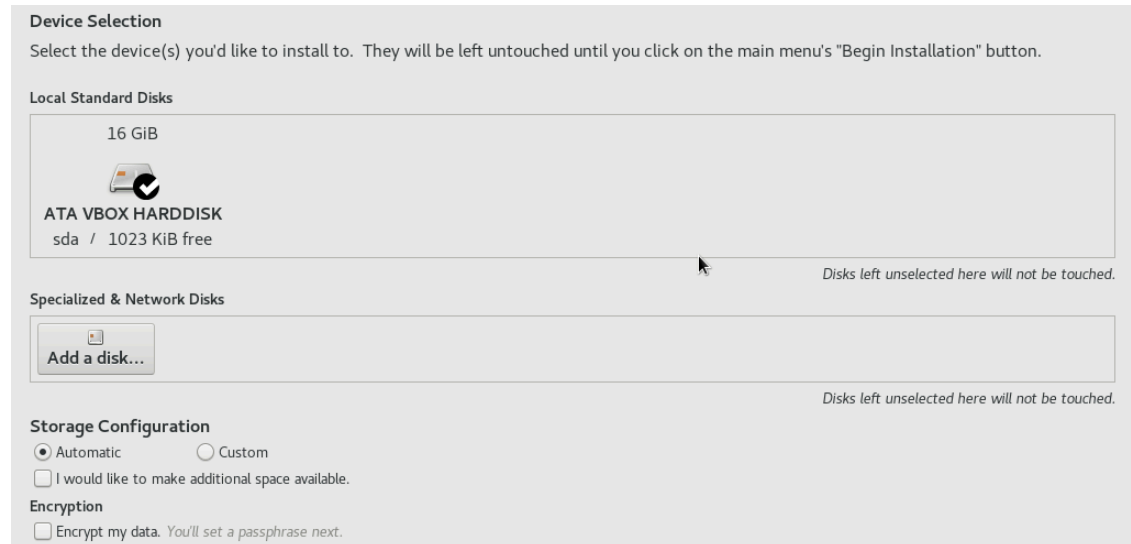 Device Selection
Select the device(s) you'd like to install to.  They will be left untouched until you click on the main menu's "Begin Installation" button.
Local Standard Disks
16 GiB
ATA VBOX HARDDISK
sda / 1023 KiB free
Disks left unselected here will not be touched.
Specialized & Network Disks
Add a disk...
Disks left unselected here will not be touched.
Storage Configuration
Automatic Custom
I would like to make additional space available.
Encryption
Encrypt my data. You'll set a passphrase next.